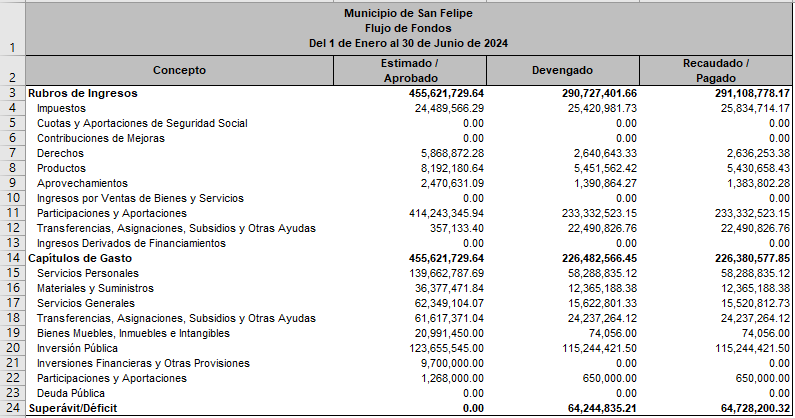 Municipio de San Felipe
Flujo de Fondos
1 Del 1 de Enero al 30 de Junio de 2024
2 Concepto Estimado / Aprobado Devengado Recaudado / Pagado
3 Rubros de Ingresos 455,621,729.64 290,727,401.66 291,108,778.17
4 Impuestos 24,489,566.29 25,420,981.73 25,834,714.17
5 Cuotas y Aportaciones de Seguridad Social 0.00 0.00 0.00
6 Contribuciones de Mejoras 0.00 0.00 0.00
7 Derechos 5,868,872.28 2,640,643.33 2,636,253.38
8 Productos 8,192,180.64 5,451,562.42 5,430,658.43
9 Aprovechamientos 2,470,631.09 1,390,864.27 1,383,802.28
10 Ingresos por Ventas de Bienes y Servicios 0.00 0.00 0.00
11 Participaciones y Aportaciones 414,243,345.94 233,332,523.15 233,332,523.15
12 Transferencias, Asignaciones, Subsidios y Otras Ayudas 357,133.40 22,490,826.76 22,490,826.76
13 Ingresos Derivados de Financiamientos 0.00 0.00 0.00
14 Capítulos de Gasto 455,621,729.64 226,482,566.45 226,380,577.85
15 Servicios Personales 139,662,787.69 58,288,835.12 58,288,835.12
16 Materiales y Suministros 36,377,471.84 12,365,188.38 12,365,188.38
17 Servicios Generales 62,349,104.07 15,622,801.33 15,520,812.73
18 Transferencias, Asignaciones, Subsidios y Otras Ayudas 61,617,371.04 24,237,264.12 24,237,264.12
19 Bienes Muebles, Inmuebles e Intangibles 20,991,450.00 74,056.00 74,056.00
20 Inversión Pública 123,655,545.00 115,244,421.50 115,244,421.50
21 Inversiones Financieras y Otras Provisiones 9,700,000.00 0.00 0.00
22 Participaciones y Aportaciones 1,268,000.00 650,000.00 650,000.00
23 Deuda Pública 0.00 0.00 0.00
24 Superávit/Déficit 0.00 64,244,835.21 64,728,200.32